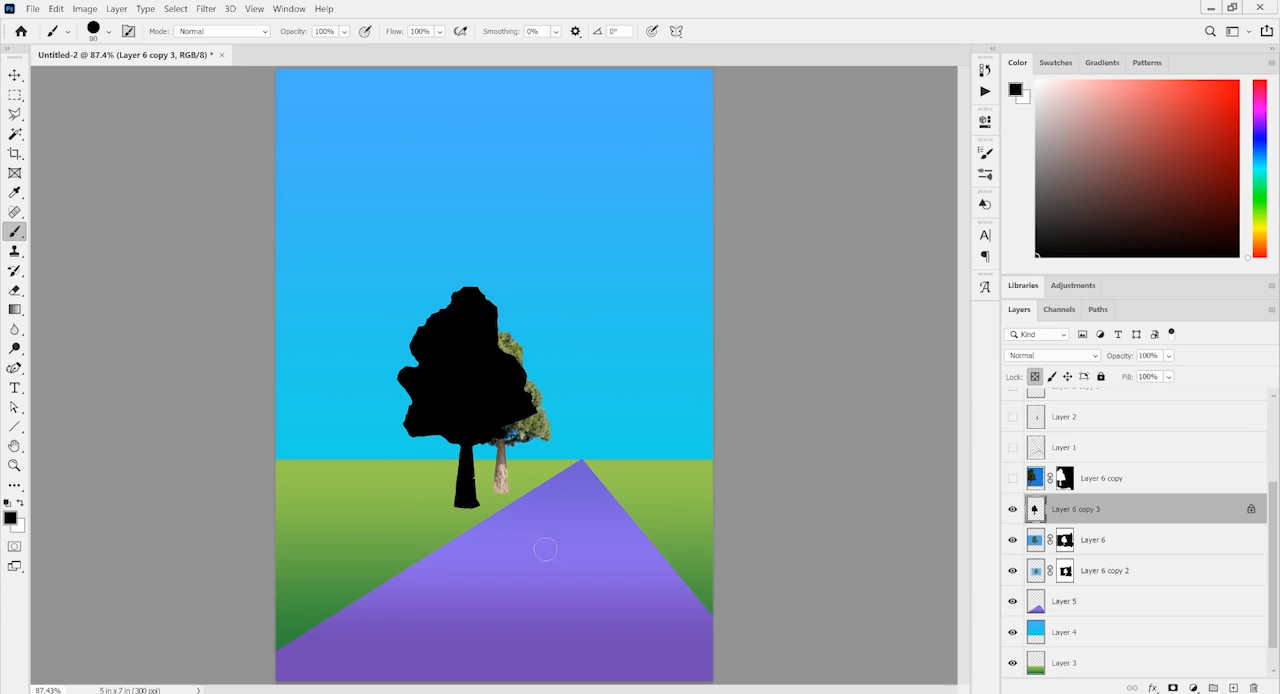 Ps File Edit Image Layer Type Select Filter 3D View Window Help
80 Mode: Normal Opacity: 100% Flow: 100% Smoothing: 0% 0°
Untitled-2 @ 87.4% (Layer 6 copy 3, RGB/8) * ×
Color Swatches Gradients Patterns
Libraries Adjustments
Layers Channels Paths
Kind
Normal Opacity: 100%
Lock: Fill: 100%
Layer 2
Layer 1
Layer 6 copy
Layer 6 copy 3
Layer 6
Layer 6 copy 2
Layer 5
Layer 4
Layer 3
87.43% 5 in x 7 in (300 ppi)